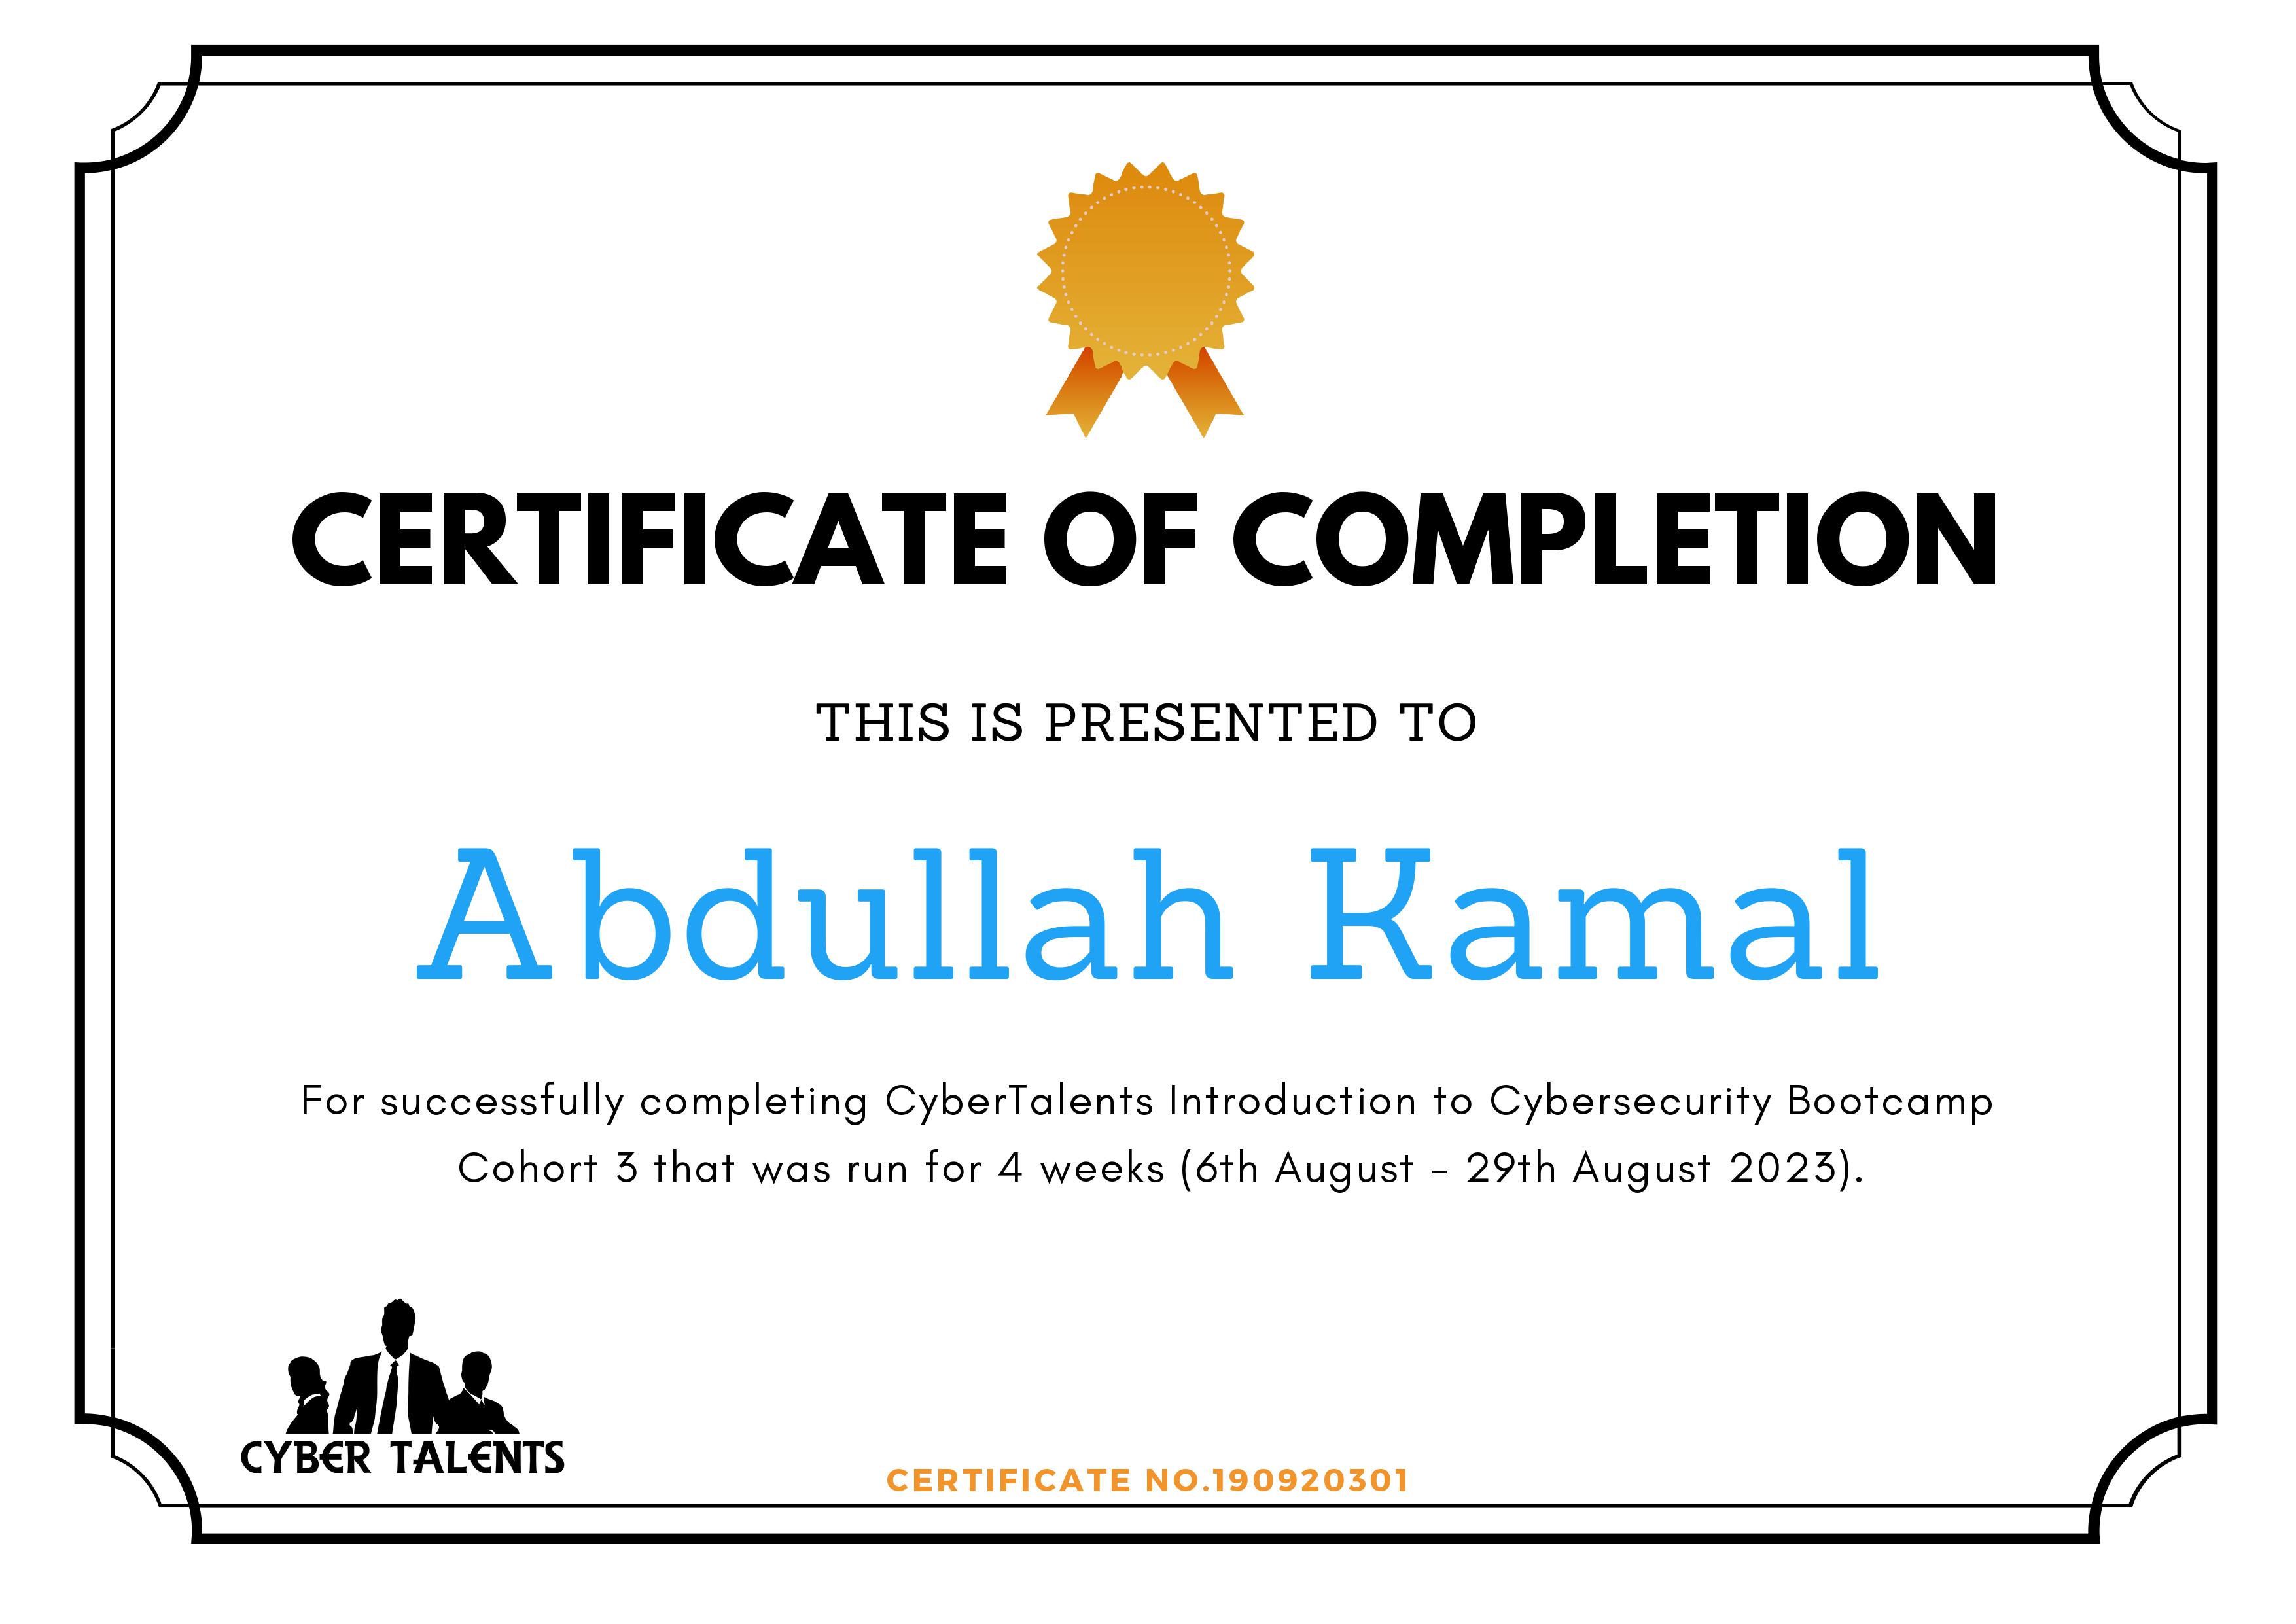 CERTIFICATE OF COMPLETION
THIS IS PRESENTED TO
Abdullah Kamal
For successfully completing CyberTalents Introduction to Cybersecurity Bootcamp
Cohort 3 that was run for 4 weeks (6th August - 29th August 2023).
CYBER TALENTS
CERTIFICATE NO.190920301